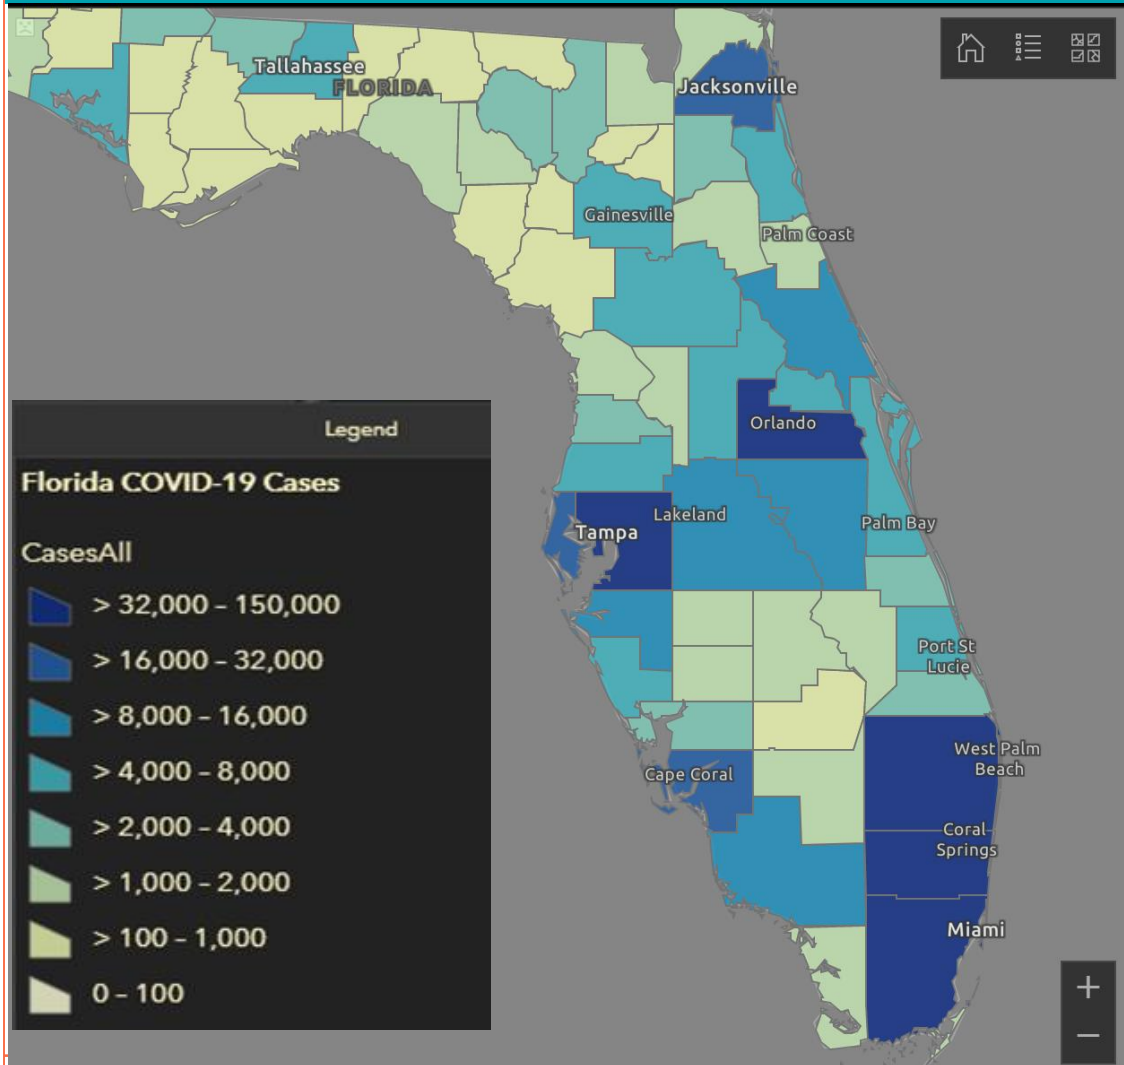 Tallahassee
FLORIDA
Jacksonville
Gainesville
Palm Coast
Orlando
Legend
Florida COVID-19 Cases
Tampa
Lakeland
Palm Bay
CasesAll
> 32,000 – 150,000
> 16,000 – 32,000
> 8,000 – 16,000
> 4,000 – 8,000
> 2,000 – 4,000
> 1,000 – 2,000
> 100 – 1,000
0 – 100
Port St
Lucie
West Palm
Beach
Cape Coral
Coral
Springs
Miami
+
−